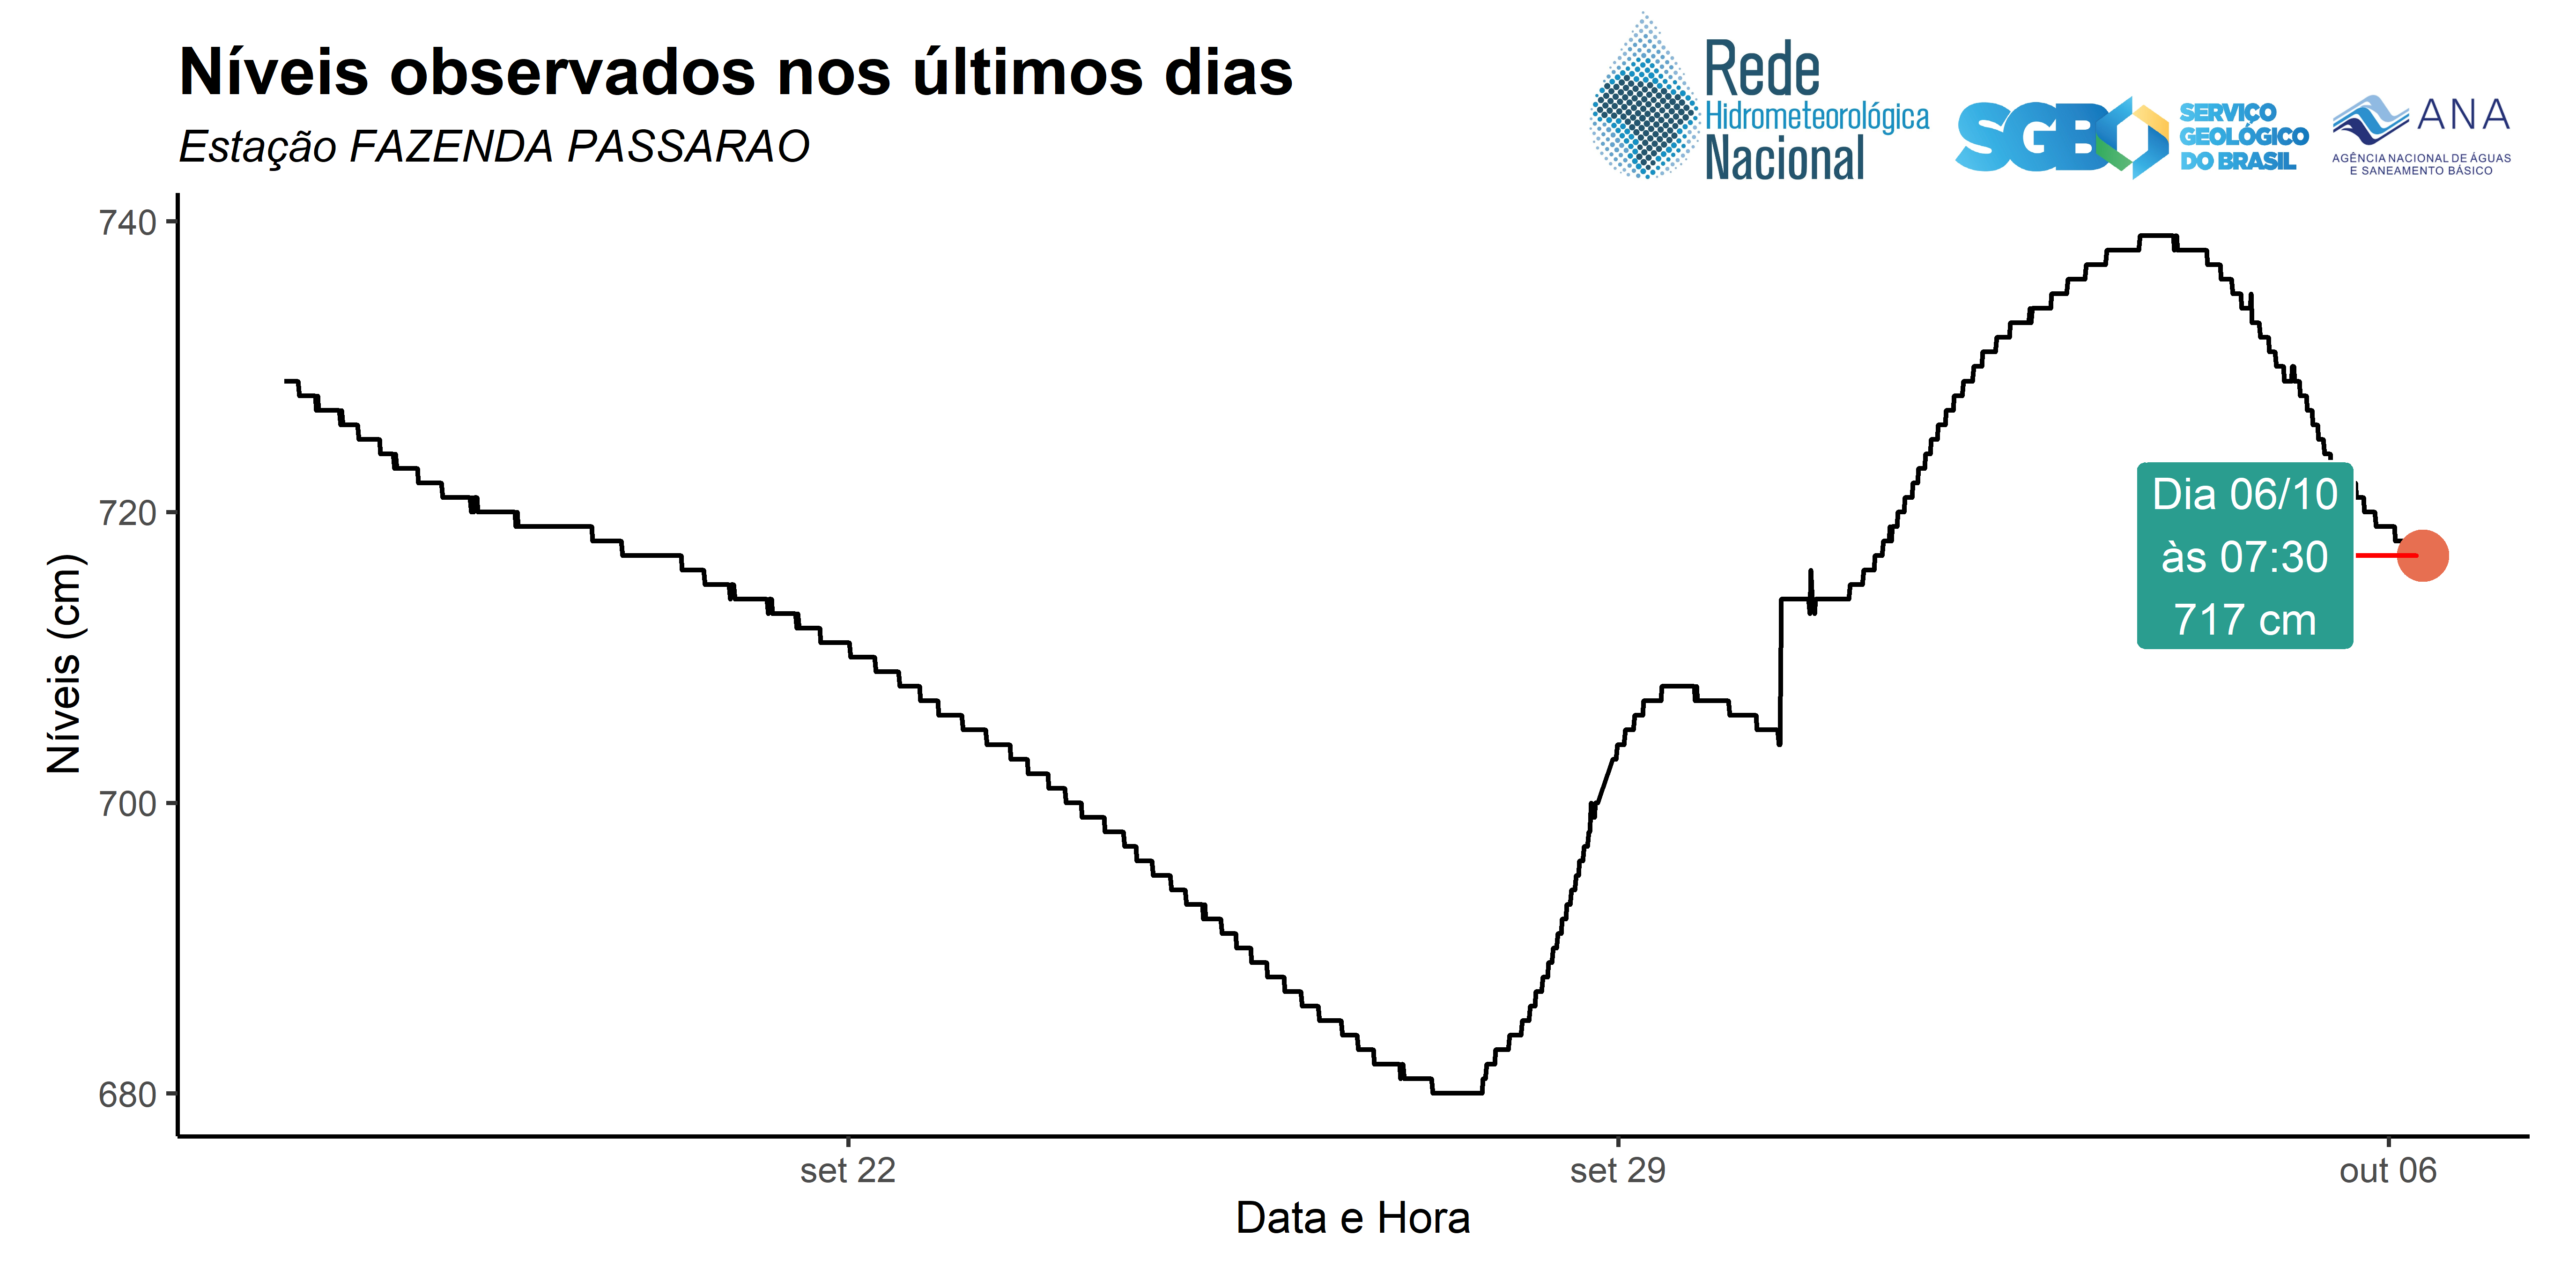 Níveis observados nos últimos dias
Estação FAZENDA PASSARAO
Rede
Hidrometeorológica
Nacional
SGB
SERVIÇO
GEOLÓGICO
DO BRASIL
ANA
AGÊNCIA NACIONAL DE ÁGUAS
E SANEAMENTO BÁSICO
740
720
700
680
Níveis (cm)
Dia 06/10
às 07:30
717 cm
set 22
set 29
out 06
Data e Hora